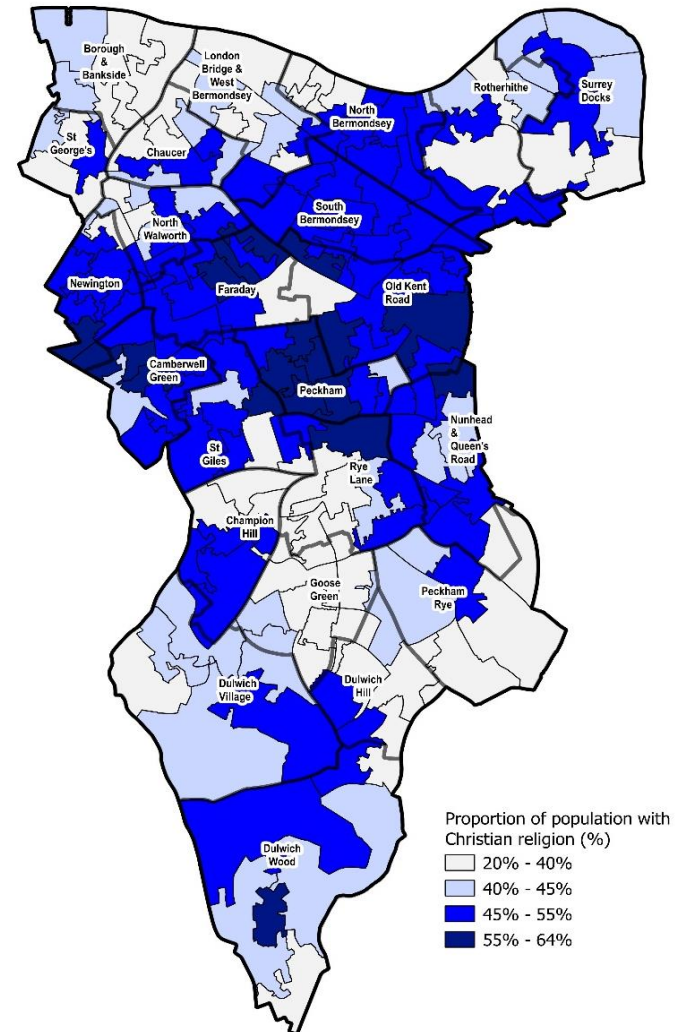 Borough
&
Bankside
London
Bridge &
West
Bermondsey
Rotherhithe
Surrey
Docks
North
Bermondsey
St
George's
Chaucer
South
Bermondsey
North
Walworth
Newington
Faraday
Old Kent
Road
Camberwell
Green
Peckham
Nunhead
&
Queen's
Road
St
Giles
Rye
Lane
Champion
Hill
Goose
Green
Peckham
Rye
Dulwich
Village
Dulwich
Hill
Dulwich
Wood
Proportion of population with
Christian religion (%)
20% - 40%
40% - 45%
45% - 55%
55% - 64%